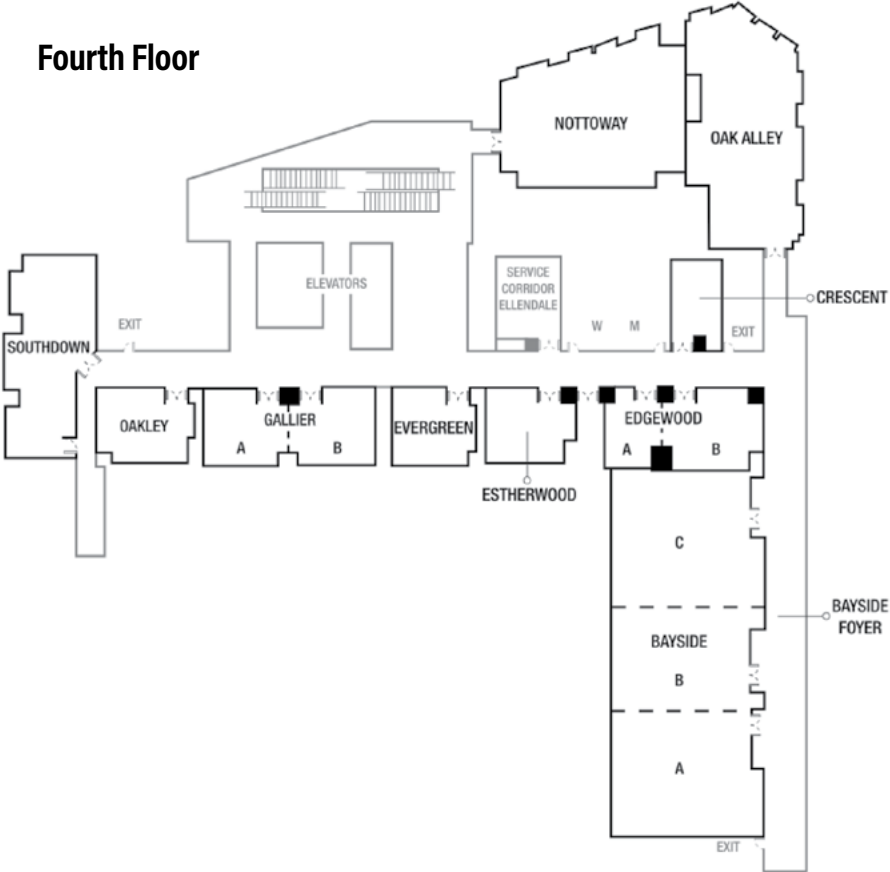 Fourth Floor
NOTTOWAY
OAK ALLEY
ELEVATORS
SERVICE
CORRIDOR
ELLENDALE
CRESCENT
EXIT
W M
EXIT
SOUTHDOWN
OAKLEY
GALLIER
A B
EVERGREEN
ESTHERWOOD
EDGEWOOD
A B
C
BAYSIDE
FOYER
BAYSIDE
B
A
EXIT